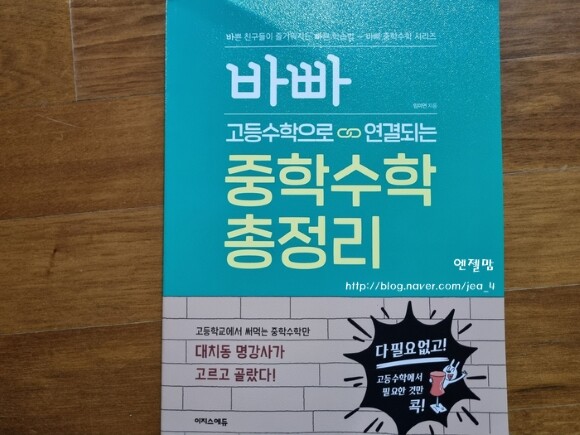 바쁜 친구들이 즐거워지는 빠른 학습법 - 바빠 중학수학 시리즈
바빠
임미연 지음
고등수학으로 연결되는
중학수학
총정리
엔젤맘
http://blog.naver.com/jea_4
고등학교에서 써먹는 중학수학만
대치동 명강사가
고르고 골랐다!
다 필요 없고!
고등수학에서
필요한 것만
콕!
이지스에듀